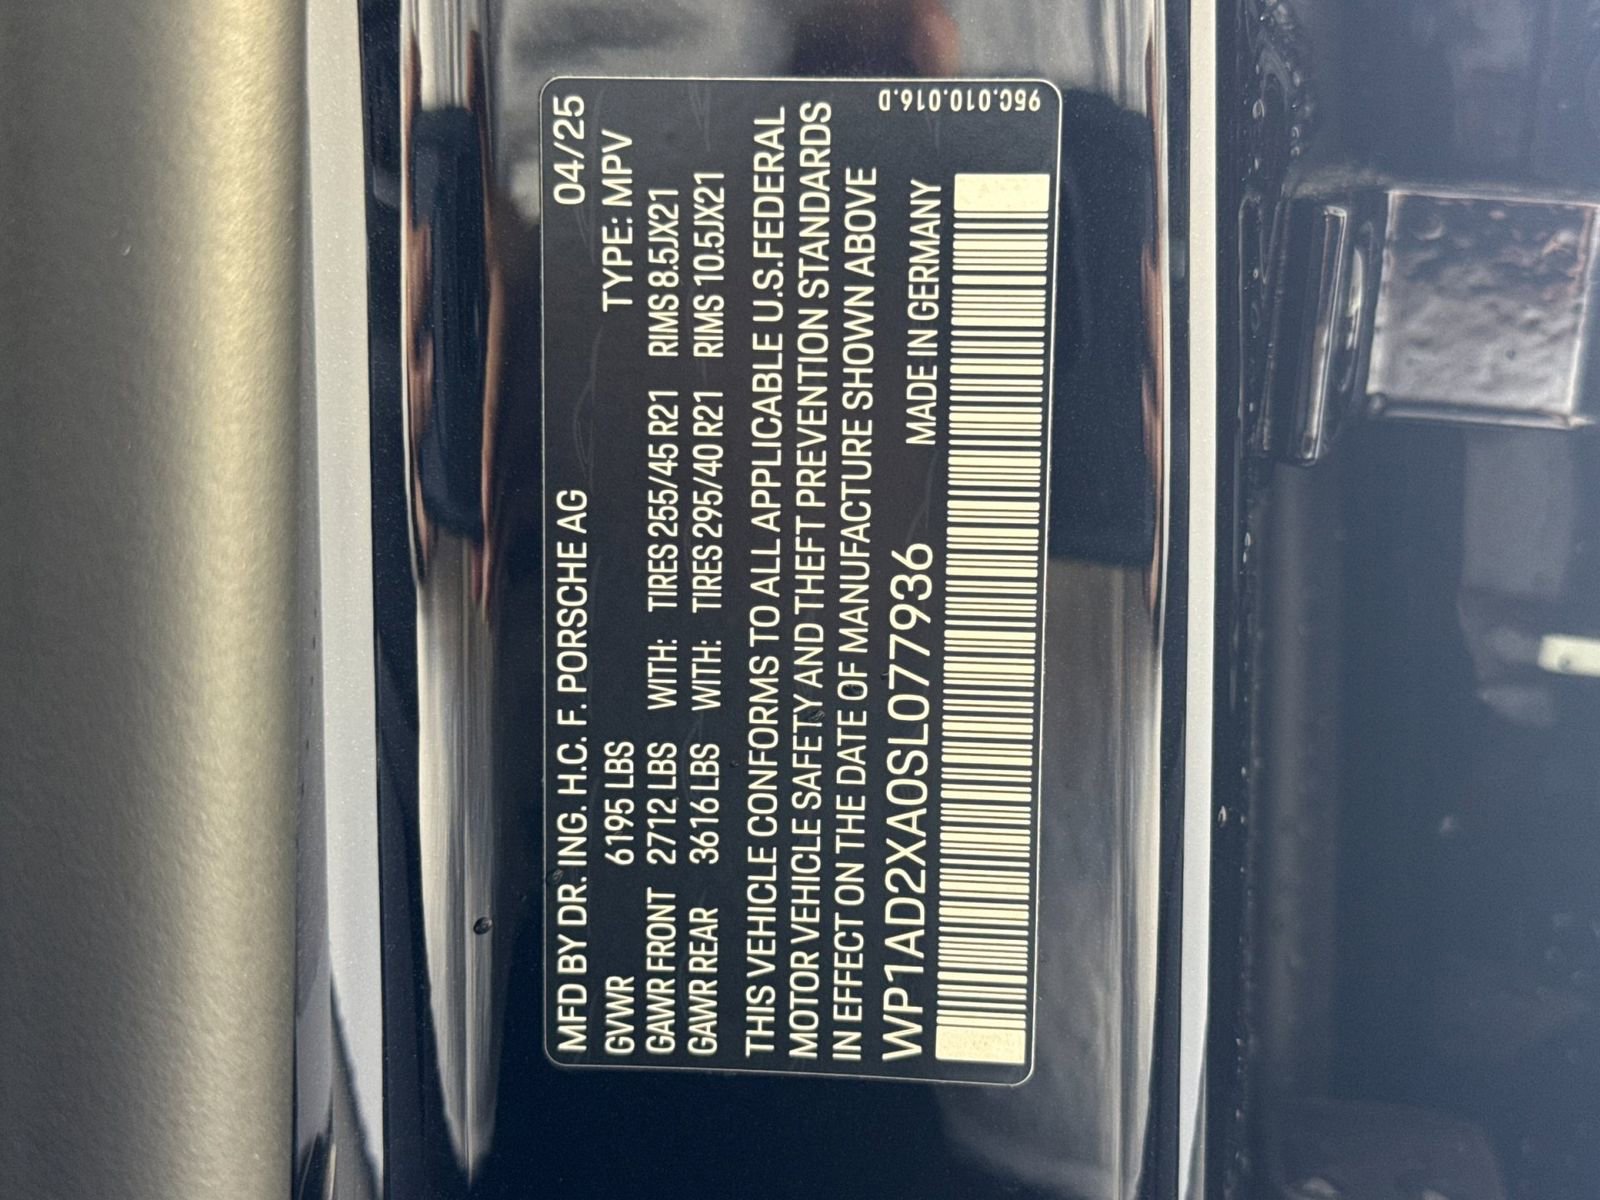 MFD BY DR. ING. H.C. F. PORSCHE AG 04/25
GVWR 6195 LBS TYPE: MPV
GAWR FRONT 2712 LBS WITH: TIRES 255/45 R21 RIMS 8.5JX21
GAWR REAR 3616 LBS WITH: TIRES 295/40 R21 RIMS 10.5JX21
THIS VEHICLE CONFORMS TO ALL APPLICABLE U.S.FEDERAL
MOTOR VEHICLE SAFETY AND THEFT PREVENTION STANDARDS
IN EFFECT ON THE DATE OF MANUFACTURE SHOWN ABOVE
WP1AD2XA0SL077936 MADE IN GERMANY
95C.010.016.D